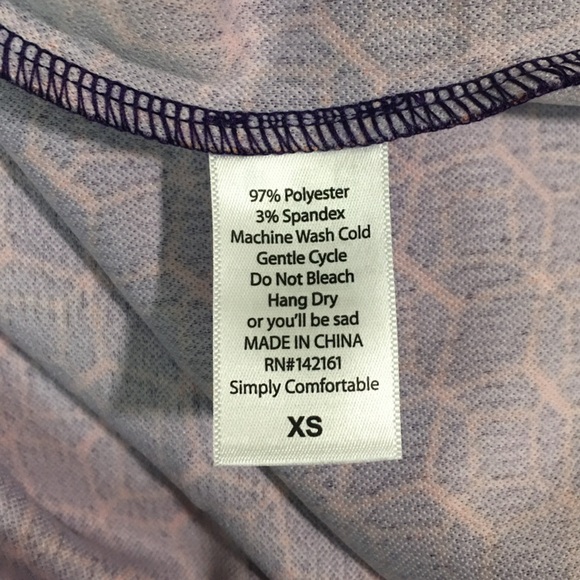 97% Polyester
3% Spandex
Machine Wash Cold
Gentle Cycle
Do Not Bleach
Hang Dry
or you'll be sad
MADE IN CHINA
RN#142161
Simply Comfortable
XS